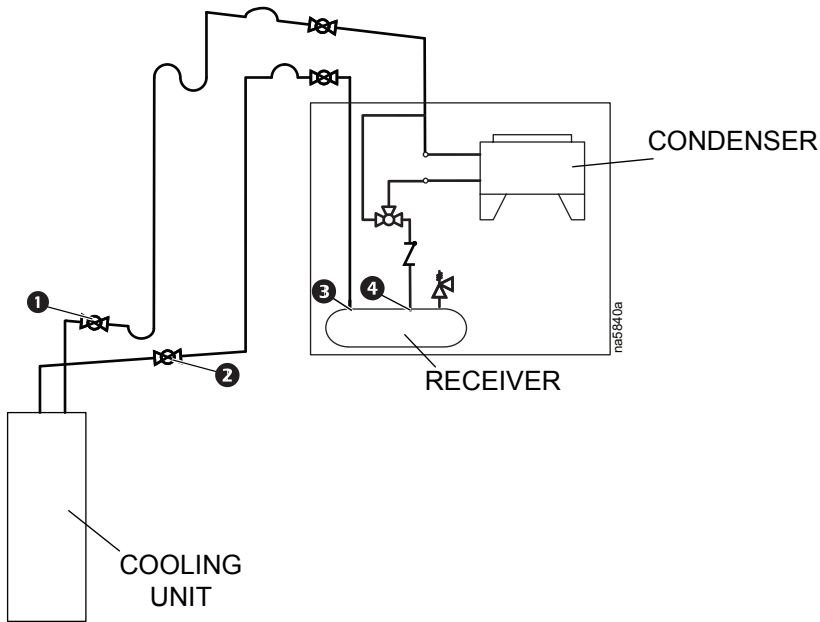 CONDENSER
1
3
4
na5840a
2
RECEIVER
COOLING
UNIT